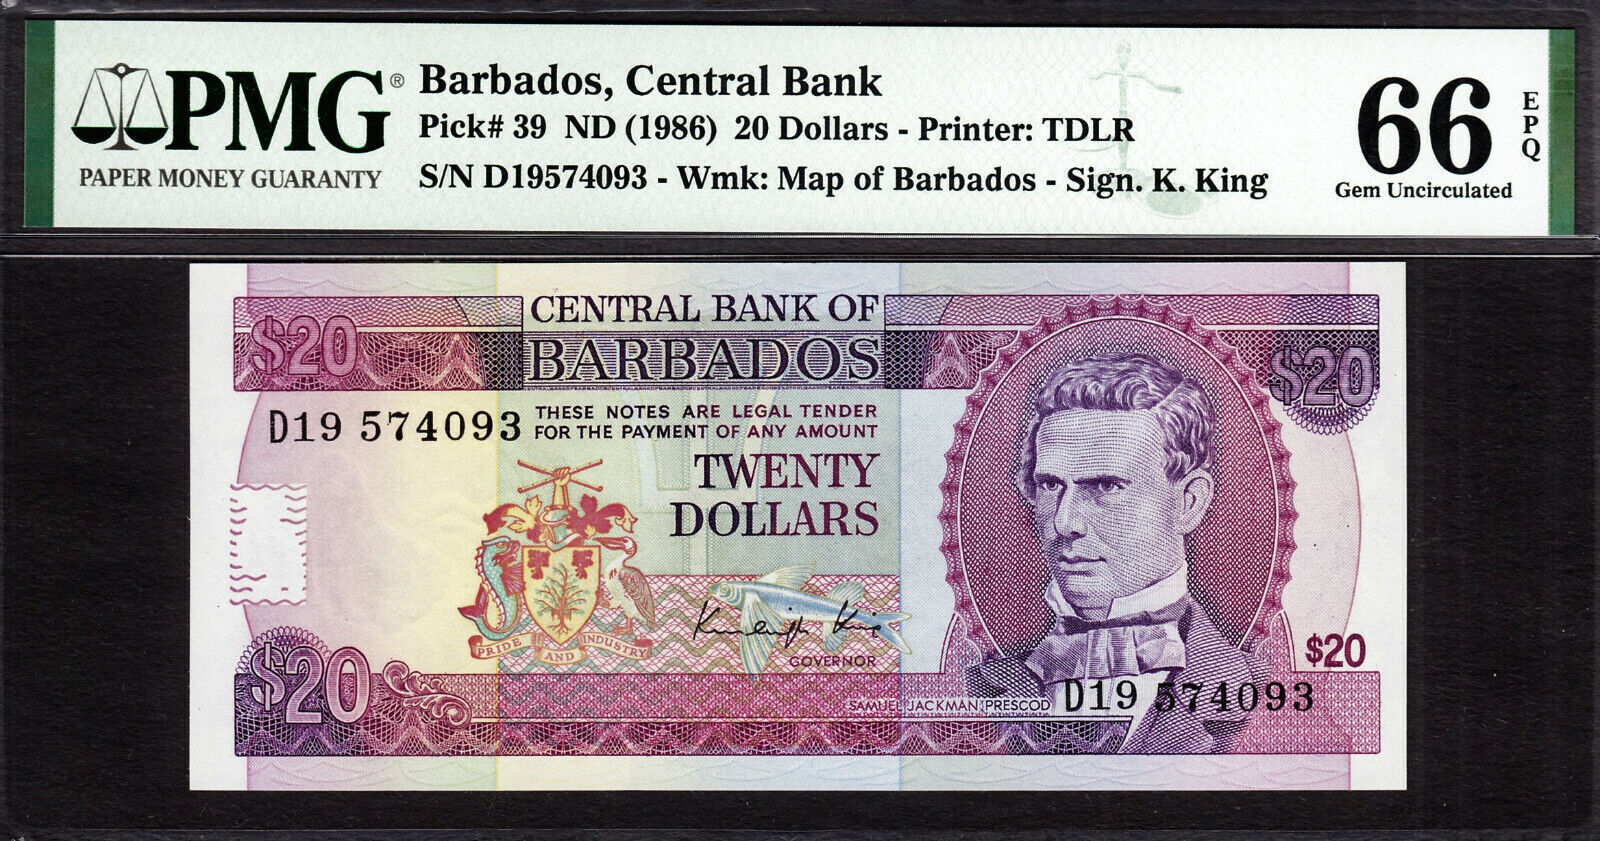 PMG®
PAPER MONEY GUARANTY
Barbados, Central Bank
Pick# 39 ND (1986) 20 Dollars - Printer: TDLR
S/N D19574093 - Wmk: Map of Barbados - Sign. K. King
66
EPQ
Gem Uncirculated
CENTRAL BANK OF
BARBADOS
$20
$20
D19 574093
THESE NOTES ARE LEGAL TENDER
FOR THE PAYMENT OF ANY AMOUNT
TWENTY
DOLLARS
PRIDE AND INDUSTRY
GOVERNOR
$20
$20
SAMUEL JACKMAN PRESCOD
D19 574093